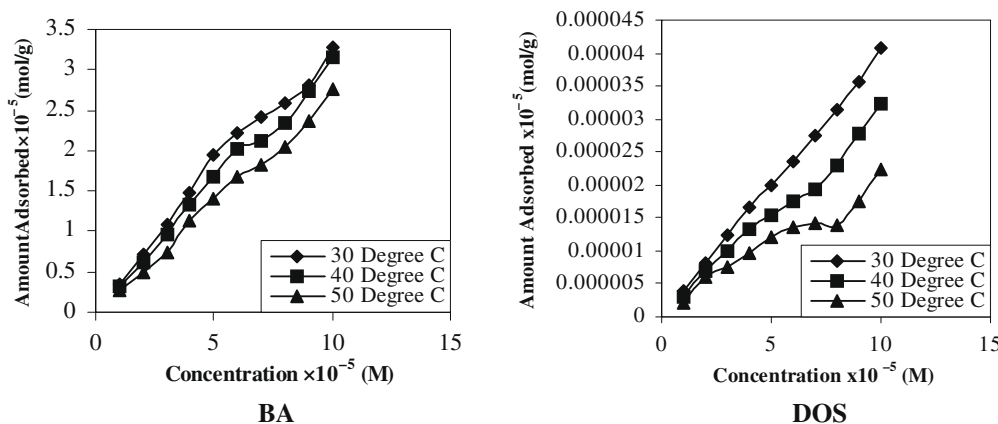 AmountAdsorbed×10⁻⁵(mol/g)
3.5
3
2.5
2
1.5
1
0.5
0
0 5 10 15
30 Degree C
40 Degree C
50 Degree C
Concentration ×10⁻⁵ (M)
BA
Amount Adsorbed x10⁻⁵(mol/g)
0.000045
0.00004
0.000035
0.00003
0.000025
0.00002
0.000015
0.00001
0.000005
0
0 5 10 15
30 Degree C
40 Degree C
50 Degree C
Concentration x10⁻⁵ (M)
DOS